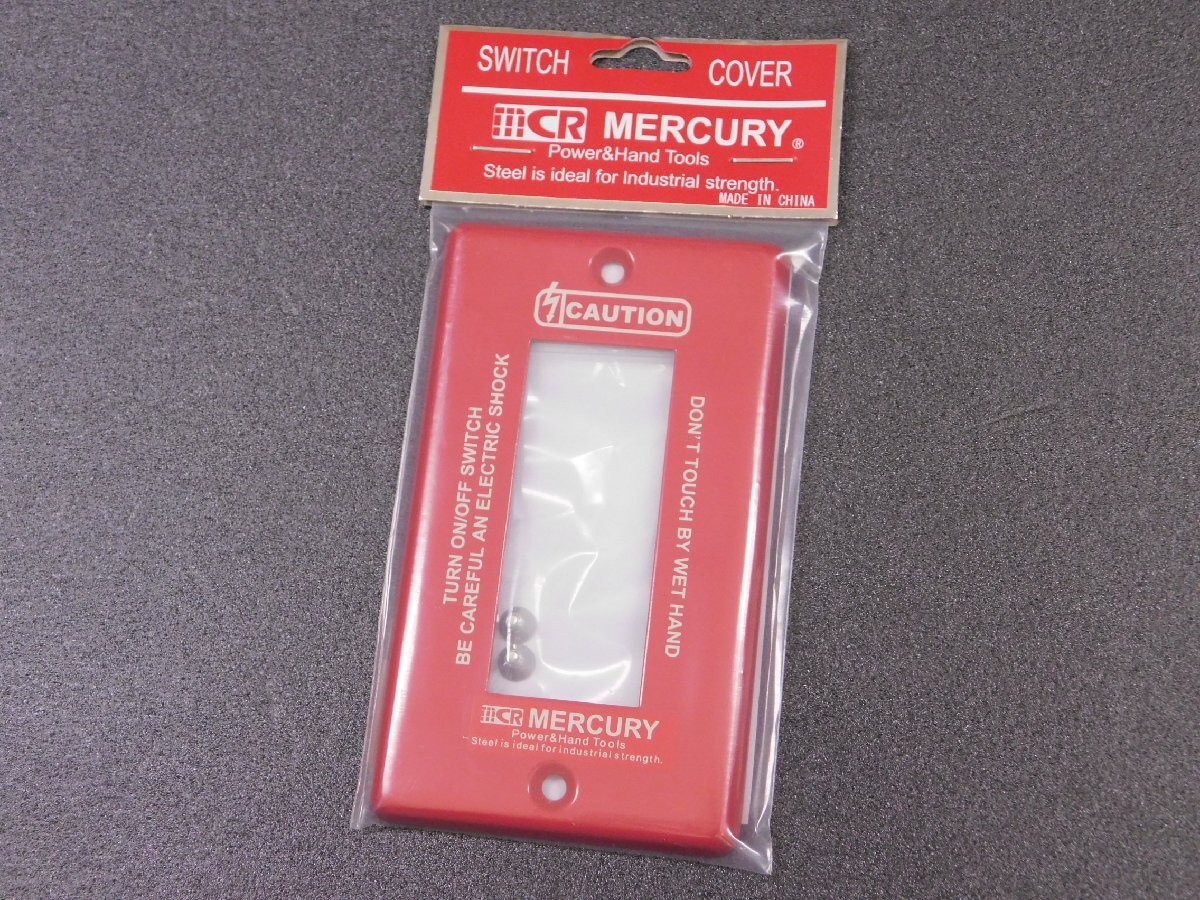 SWITCH COVER
MCR MERCURY®
Power&Hand Tools
Steel is ideal for Industrial strength.
MADE IN CHINA
CAUTION
TURN ON/OFF SWITCH
BE CAREFUL AN ELECTRIC SHOCK
DON'T TOUCH BY WET HAND
MCR MERCURY
Power&Hand Tools
Steel is ideal for industrial strength.